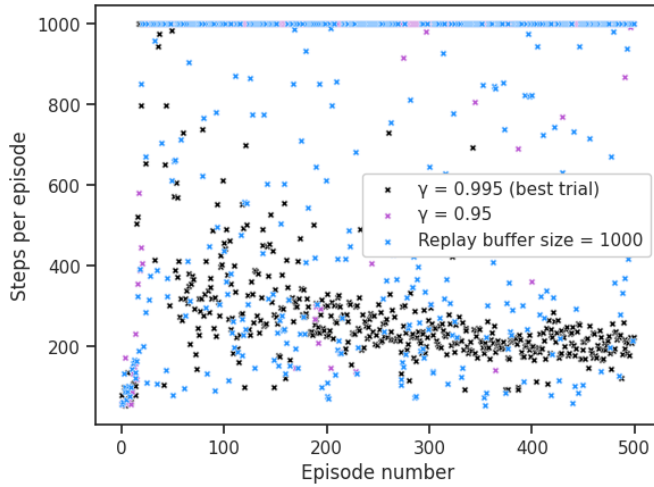 1000
800
600
400
200
Steps per episode
γ = 0.995 (best trial)
γ = 0.95
Replay buffer size = 1000
0
100
200
300
400
500
Episode number